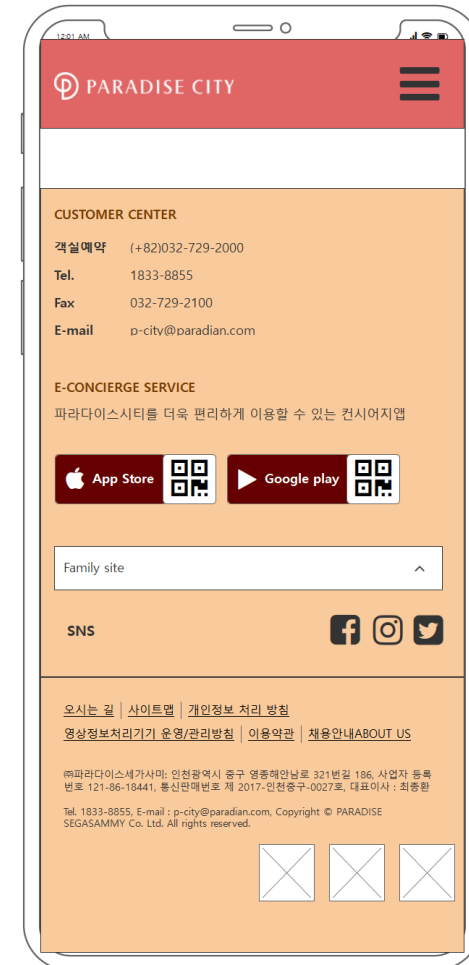 12:01 AM
PARADISE CITY
CUSTOMER CENTER
객실예약 (+82)032-729-2000
Tel. 1833-8855
Fax 032-729-2100
E-mail p-city@paradian.com
E-CONCIERGE SERVICE
파라다이스시티를 더욱 편리하게 이용할 수 있는 컨시어지앱
App Store Google play
Family site
SNS
오시는 길 | 사이트맵 | 개인정보 처리 방침
영상정보처리기기 운영/관리방침 | 이용약관 | 채용안내ABOUT US
㈜파라다이스세가사미: 인천광역시 중구 영종해안남로 321번길 186, 사업자 등록
번호 121-86-18441, 통신판매번호 제 2017-인천중구-0027호, 대표이사 : 최종환
Tel. 1833-8855, E-mail : p-city@paradian.com, Copyright © PARADISE
SEGASAMMY Co. Ltd. All rights reserved.